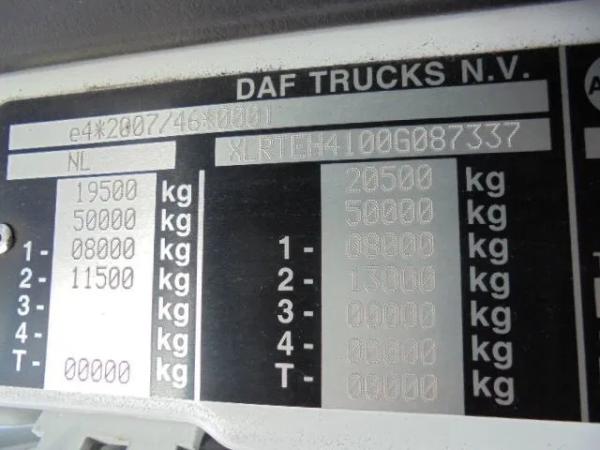 DAF TRUCKS N.V.
e4*2007/46*0001
NL XLRTEH4100G087337
19500 kg 20500 kg
50000 kg 50000 kg
1- 08000 kg 1- 08000 kg
2- 11500 kg 2- 13000 kg
3- kg 3- 00000 kg
4- kg 4- 00000 kg
T- 00000 kg T- 00000 kg